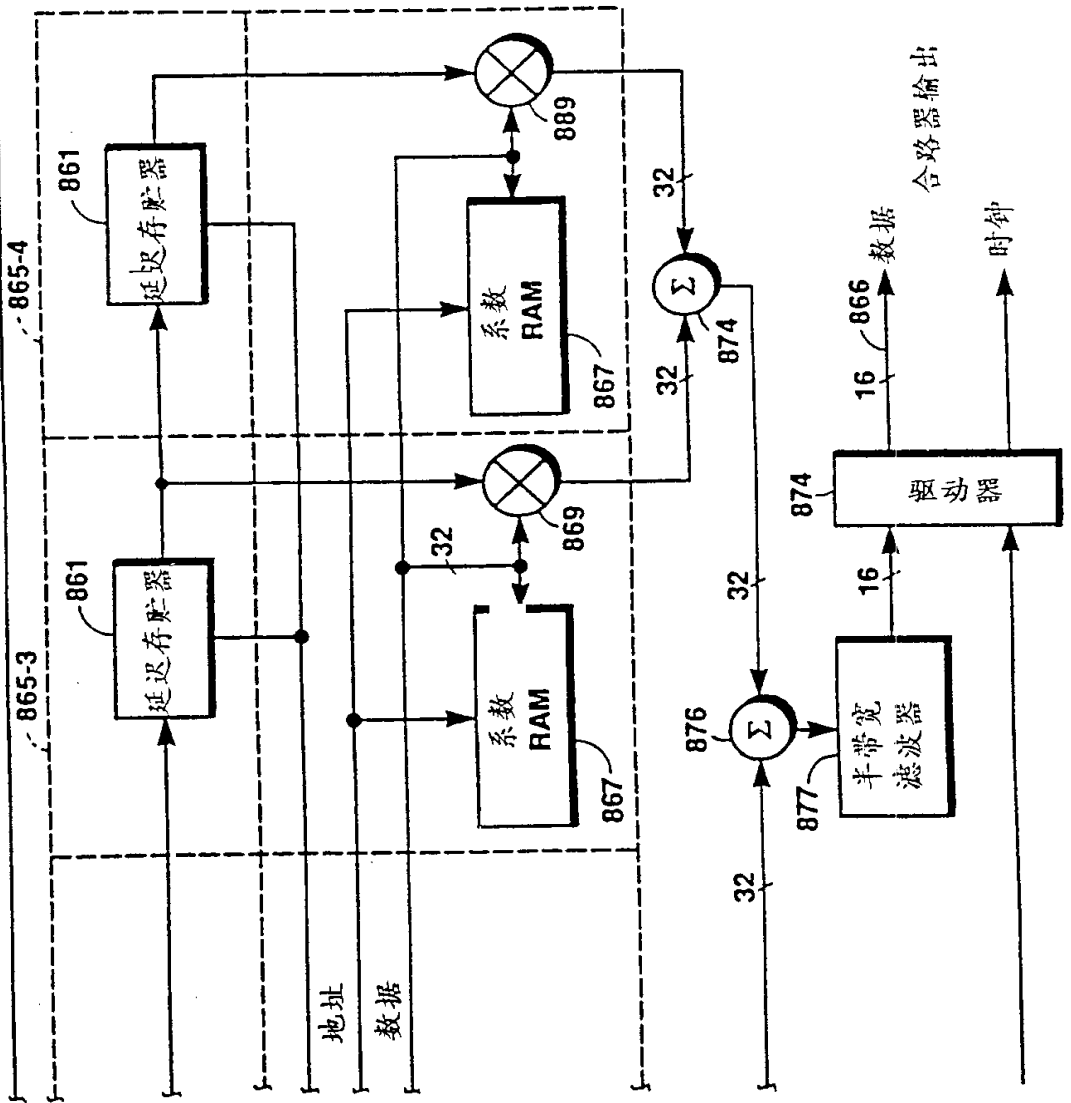 865-3
865-4
861
延迟存贮器
861
延迟存贮器
地址
数据
系数
RAM
867
32
869
系数
RAM
867
889
32
32
Σ
874
32
32
876
Σ
877
半带宽
滤波器
16
874
驱动器
16
866
数据
时钟
合路器输出